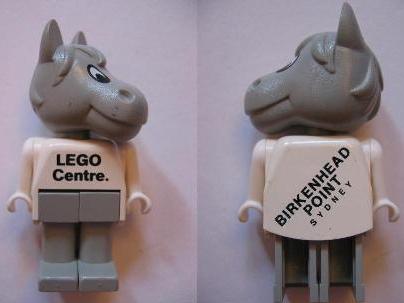 LEGO
Centre.
BIRKENHEAD
POINT
SYDNEY